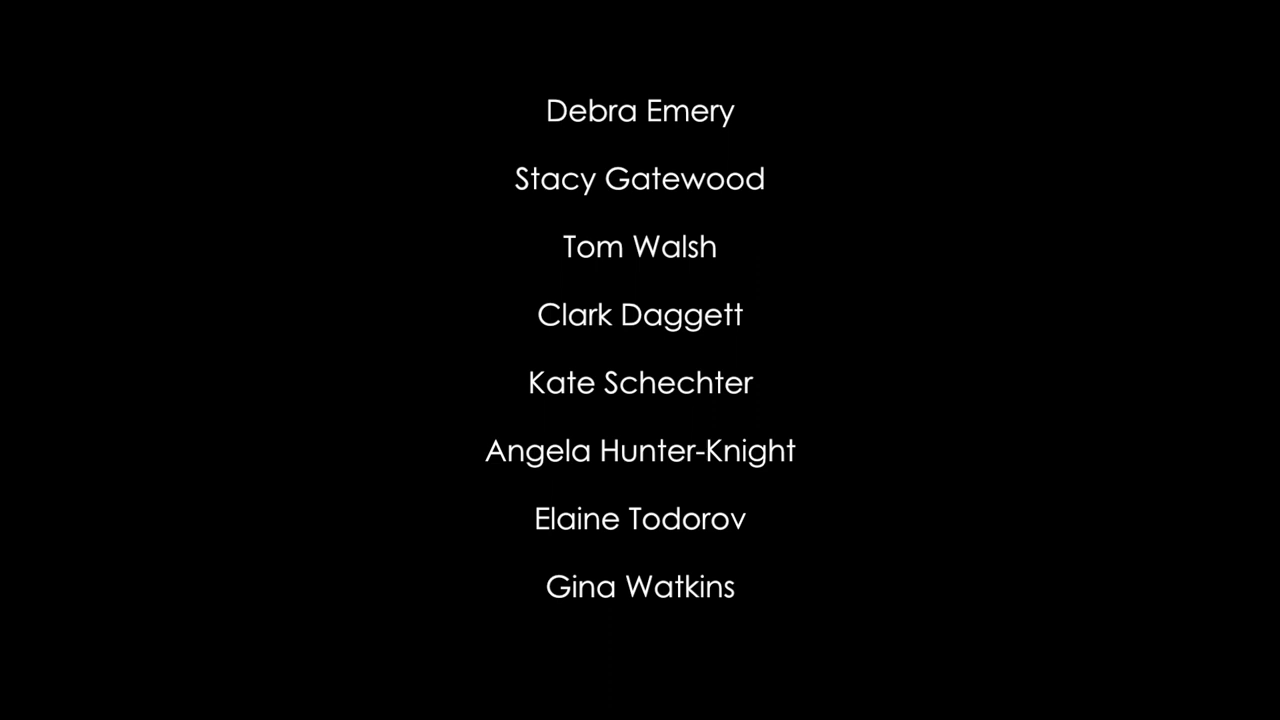 Debra Emery
Stacy Gatewood
Tom Walsh
Clark Daggett
Kate Schechter
Angela Hunter-Knight
Elaine Todorov
Gina Watkins